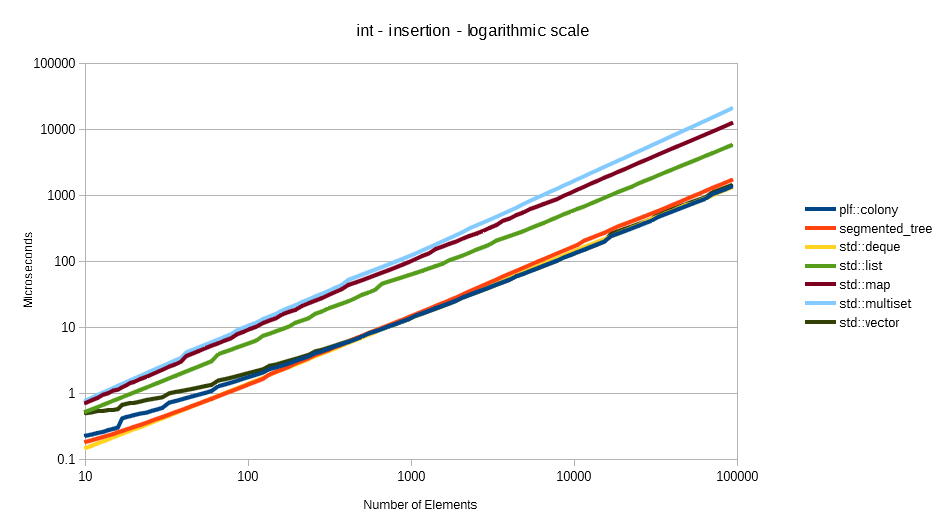 int - insertion - logarithmic scale
100000
10000
1000
100
10
1
0.1
Microseconds
10 100 1000 10000 100000
Number of Elements
plf::colony
segmented_tree
std::deque
std::list
std::map
std::multiset
std::vector